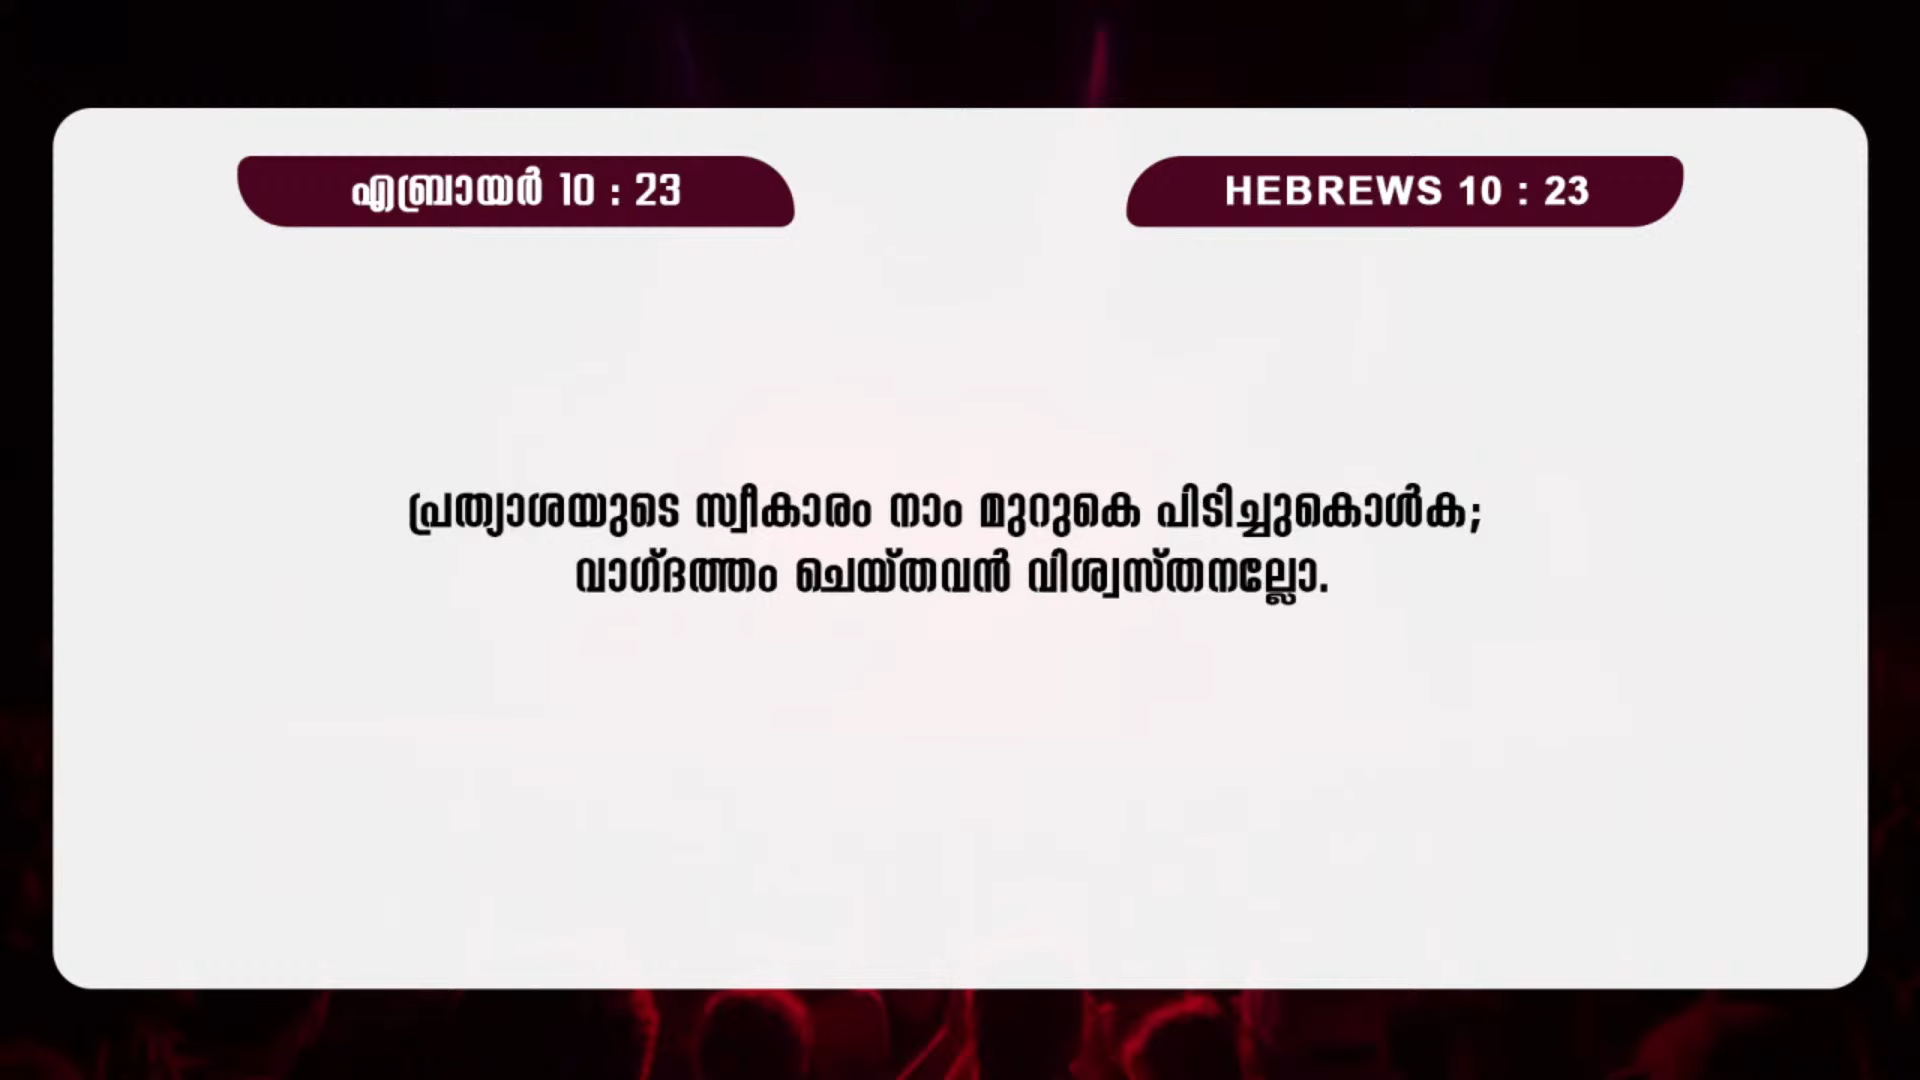 എബ്രായർ 10 : 23
HEBREWS 10 : 23
പ്രത്യാശയുടെ സ്വീകാരം നാം മുറുകെ പിടിച്ചുകൊൾക;
വാഗ്ദത്തം ചെയ്തവൻ വിശ്വസ്തനല്ലോ.